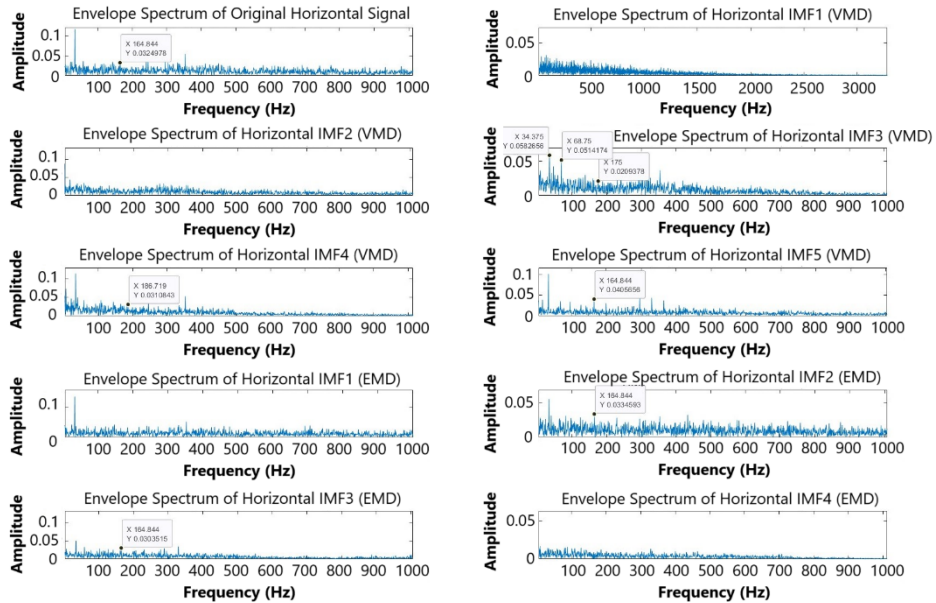 Envelope Spectrum of Original Horizontal Signal
Amplitude
0.1
0.05
0
X 164.844
Y 0.0324978
100 200 300 400 500 600 700 800 900 1000
Frequency (Hz)
Envelope Spectrum of Horizontal IMF1 (VMD)
Amplitude
0.05
0
500 1000 1500 2000 2500 3000
Frequency (Hz)
Envelope Spectrum of Horizontal IMF2 (VMD)
Amplitude
0.1
0.05
0
100 200 300 400 500 600 700 800 900 1000
Frequency (Hz)
Envelope Spectrum of Horizontal IMF3 (VMD)
Amplitude
0.05
0
X 34.375
Y 0.0582656
X 68.75
Y 0.0514174
X 175
Y 0.0209378
100 200 300 400 500 600 700 800 900 1000
Frequency (Hz)
Envelope Spectrum of Horizontal IMF4 (VMD)
Amplitude
0.1
0.05
0
X 186.719
Y 0.0310843
100 200 300 400 500 600 700 800 900 1000
Frequency (Hz)
Envelope Spectrum of Horizontal IMF5 (VMD)
Amplitude
0.1
0.05
0
X 164.844
Y 0.0405656
100 200 300 400 500 600 700 800 900 1000
Frequency (Hz)
Envelope Spectrum of Horizontal IMF1 (EMD)
Amplitude
0.1
0
100 200 300 400 500 600 700 800 900 1000
Frequency (Hz)
Envelope Spectrum of Horizontal IMF2 (EMD)
Amplitude
0.05
0
X 164.844
Y 0.0334593
100 200 300 400 500 600 700 800 900 1000
Frequency (Hz)
Envelope Spectrum of Horizontal IMF3 (EMD)
Amplitude
0.1
0.05
0
X 164.844
Y 0.0303515
100 200 300 400 500 600 700 800 900 1000
Frequency (Hz)
Envelope Spectrum of Horizontal IMF4 (EMD)
Amplitude
0.05
0
100 200 300 400 500 600 700 800 900 1000
Frequency (Hz)